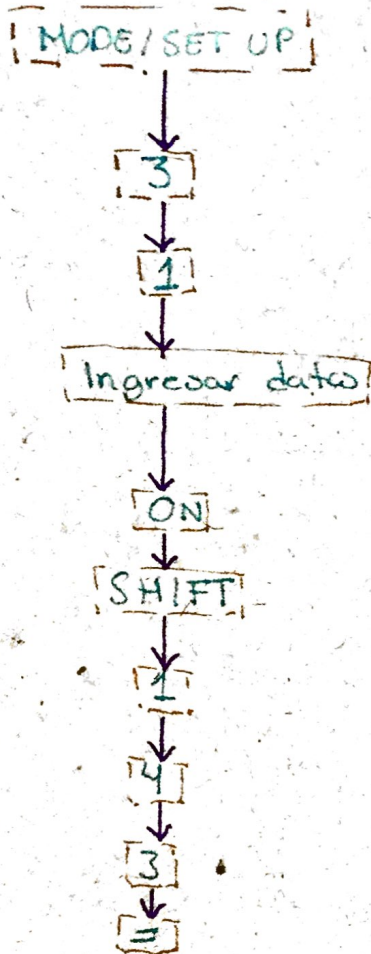 MODE/SET UP
3
1
Ingresar datos
ON
SHIFT
1
4
3
=